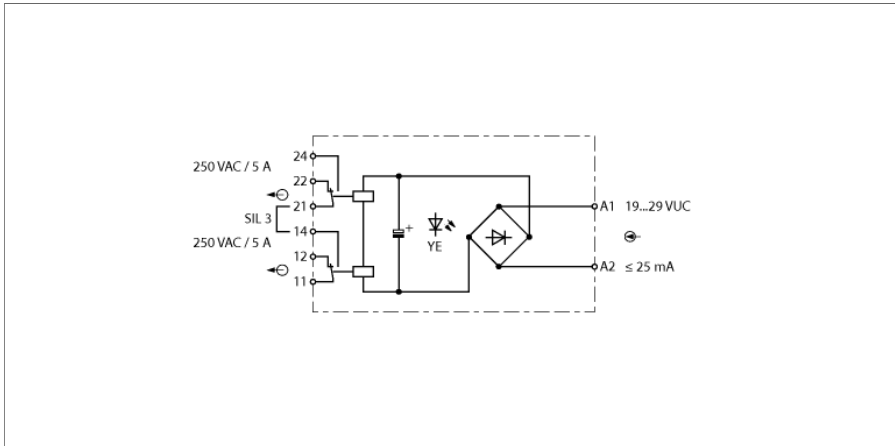 24
250 VAC / 5 A
22
21
SIL 3
14
250 VAC / 5 A
12
11
+
YE
A1 19...29 VUC
A2 ≤ 25 mA